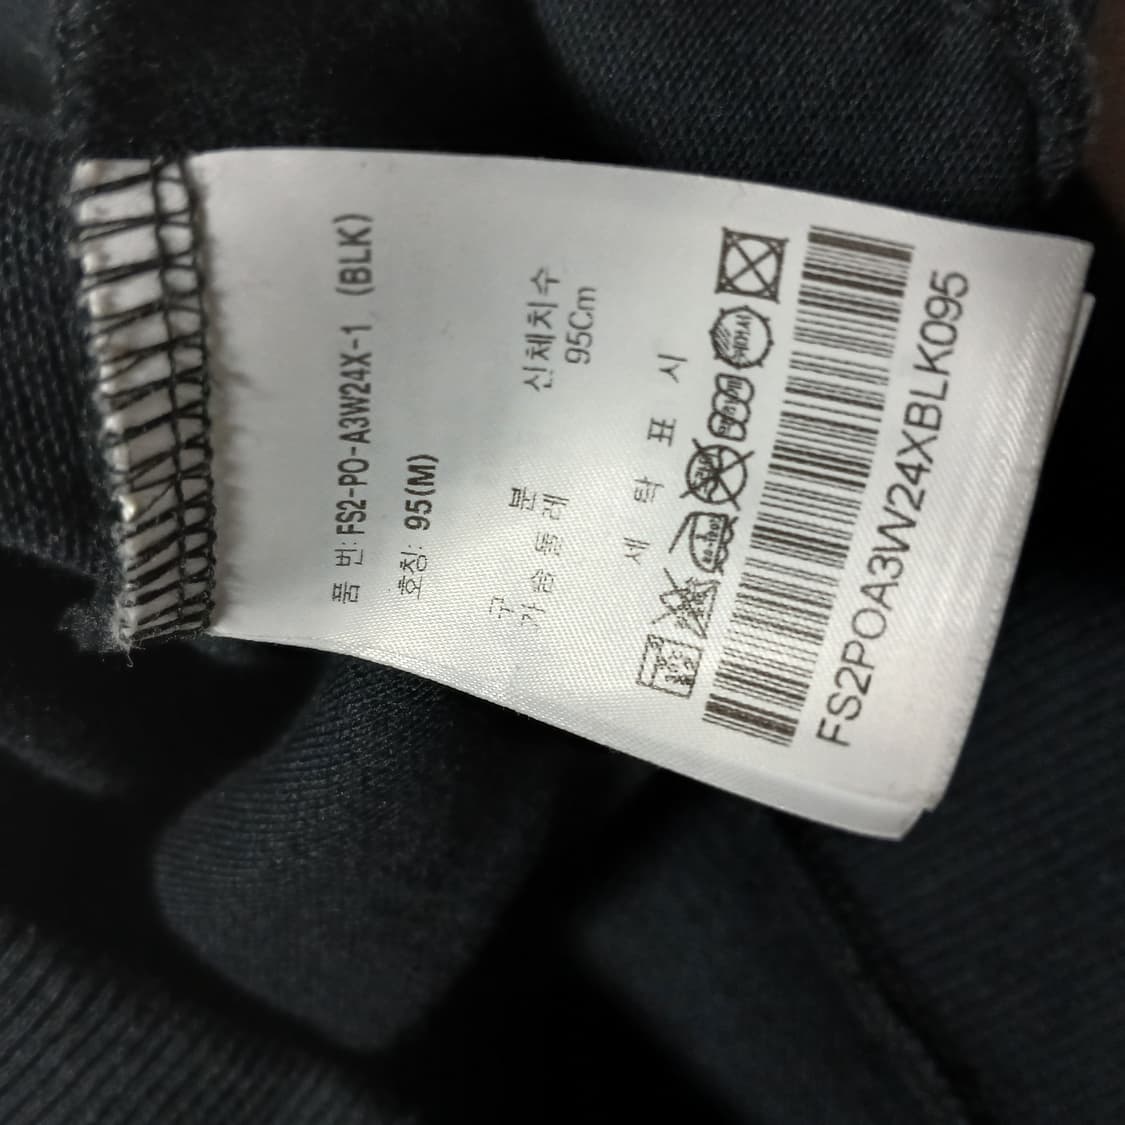 품 번: FS2-PO-A3W24X-1 (BLK)
호칭: 95(M)
구 분 신체치수
가 슴 둘 레 95Cm
세 탁 표 시
FS2POA3W24XBLK095